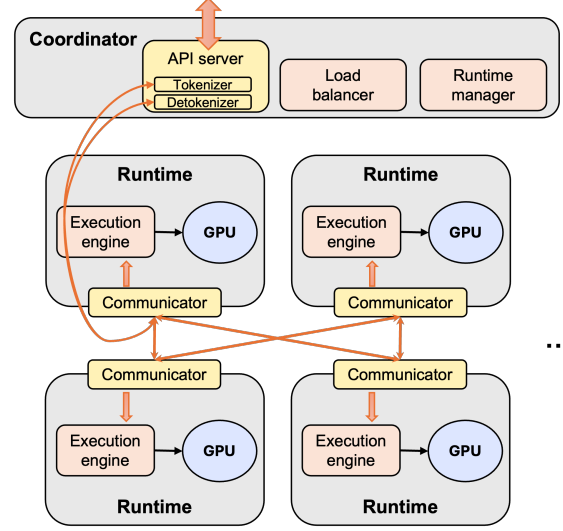 Coordinator
API server
Tokenizer
Detokenizer
Load
balancer
Runtime
manager
Runtime
Execution
engine
GPU
Communicator
Runtime
Execution
engine
GPU
Communicator
..
Communicator
Execution
engine
GPU
Runtime
Communicator
Execution
engine
GPU
Runtime